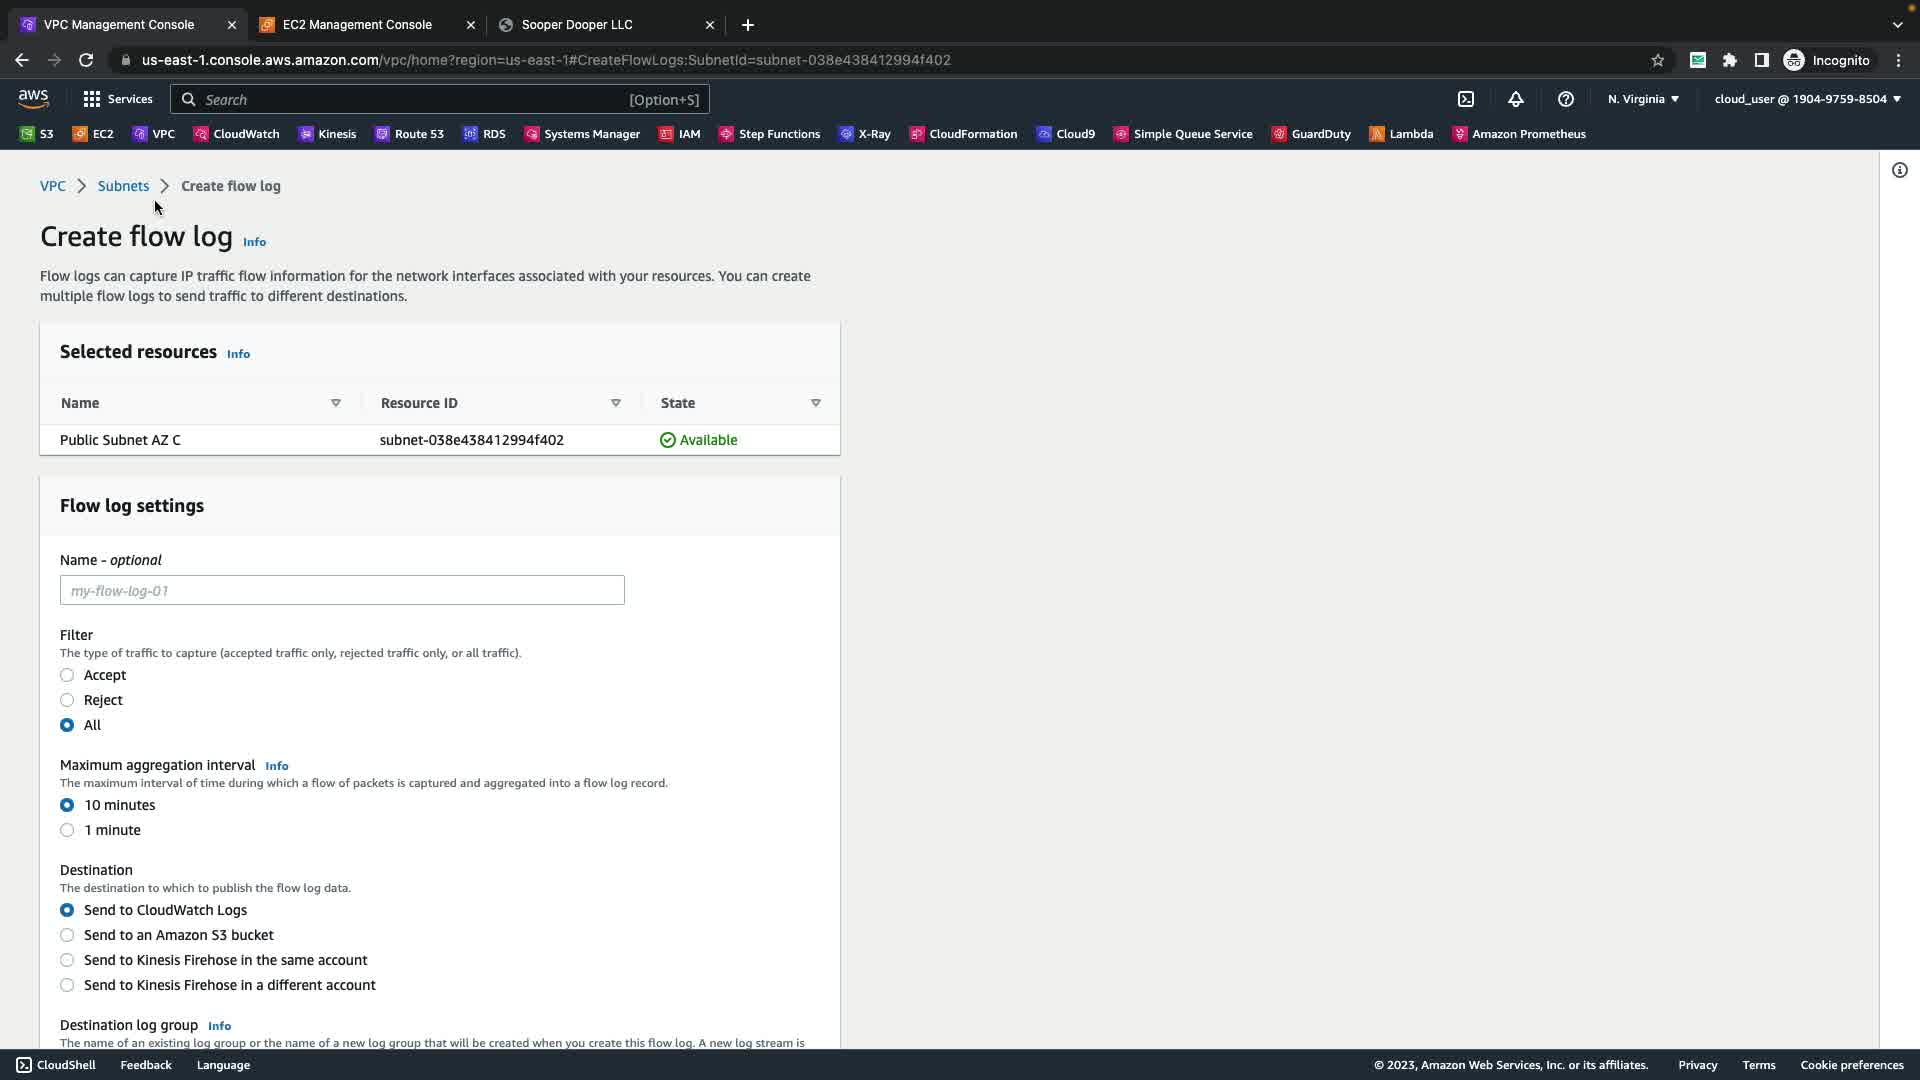 VPC Management Console
EC2 Management Console
Sooper Dooper LLC
us-east-1.console.aws.amazon.com/vpc/home?region=us-east-1#CreateFlowLogs:SubnetId=subnet-038e438412994f402
Incognito
aws
Services
Search
[Option+S]
N. Virginia
cloud_user @ 1904-9759-8504
S3
EC2
VPC
CloudWatch
Kinesis
Route 53
RDS
Systems Manager
IAM
Step Functions
X-Ray
CloudFormation
Cloud9
Simple Queue Service
GuardDuty
Lambda
Amazon Prometheus
VPC > Subnets > Create flow log
Create flow log Info
Flow logs can capture IP traffic flow information for the network interfaces associated with your resources. You can create
multiple flow logs to send traffic to different destinations.
Selected resources Info
Name Resource ID State
Public Subnet AZ C subnet-038e438412994f402 Available
Flow log settings
Name - optional
my-flow-log-01
Filter
The type of traffic to capture (accepted traffic only, rejected traffic only, or all traffic).
Accept
Reject
All
Maximum aggregation interval Info
The maximum interval of time during which a flow of packets is captured and aggregated into a flow log record.
10 minutes
1 minute
Destination
The destination to which to publish the flow log data.
Send to CloudWatch Logs
Send to an Amazon S3 bucket
Send to Kinesis Firehose in the same account
Send to Kinesis Firehose in a different account
Destination log group Info
The name of an existing log group or the name of a new log group that will be created when you create this flow log. A new log stream is
CloudShell
Feedback
Language
© 2023, Amazon Web Services, Inc. or its affiliates.
Privacy
Terms
Cookie preferences